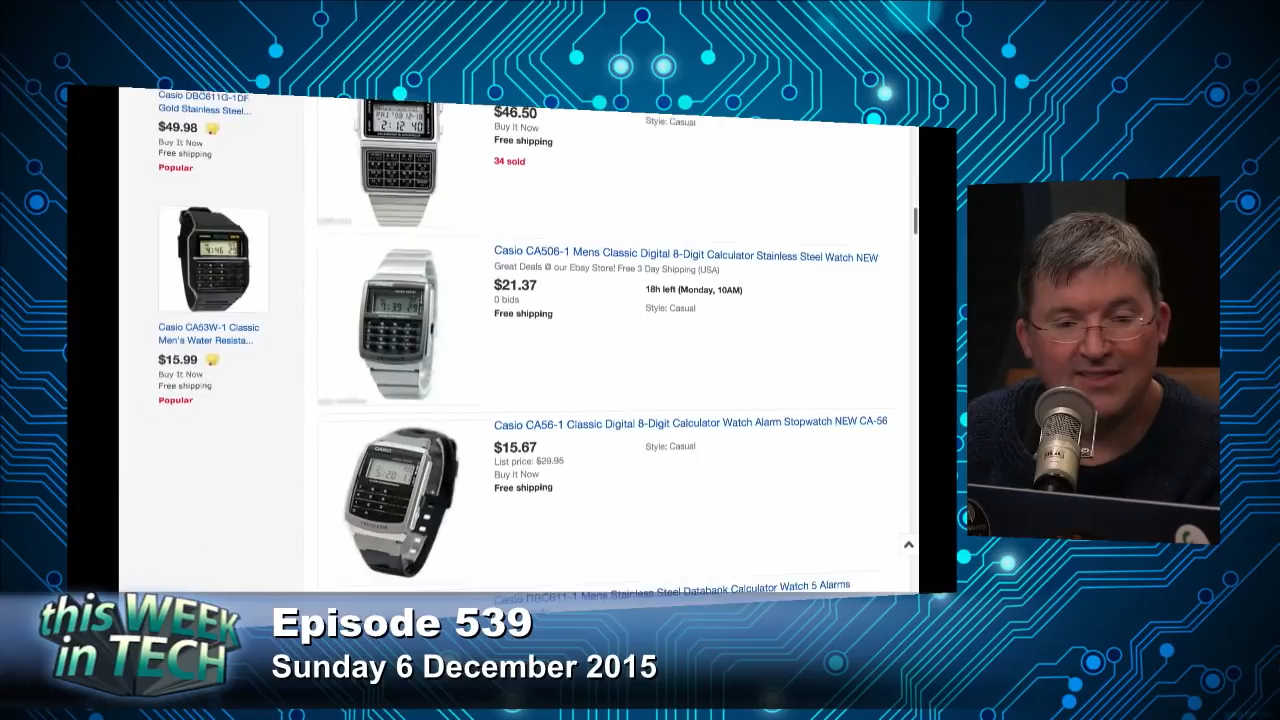 Casio DBC611G-1DF
Gold Stainless Steel...
$49.98
Buy It Now
Free shipping
Popular
Casio CA53W-1 Classic
Men's Water Resista...
$15.99
Buy It Now
Free shipping
Popular
$46.50
Buy It Now
Free shipping
34 sold
Style: Casual
Casio CA506-1 Mens Classic Digital 8-Digit Calculator Stainless Steel Watch NEW
Great Deals @ our Ebay Store! Free 3 Day Shipping (USA)
$21.37
0 bids
Free shipping
18h left (Monday, 10AM)
Style: Casual
Casio CA56-1 Classic Digital 8-Digit Calculator Watch Alarm Stopwatch NEW CA-56
$15.67
List price: $29.95
Buy It Now
Free shipping
Style: Casual
Casio DBC611-1 Mens Stainless Steel Databank Calculator Watch 5 Alarms
this WEEK
in TECH
Episode 539
Sunday 6 December 2015